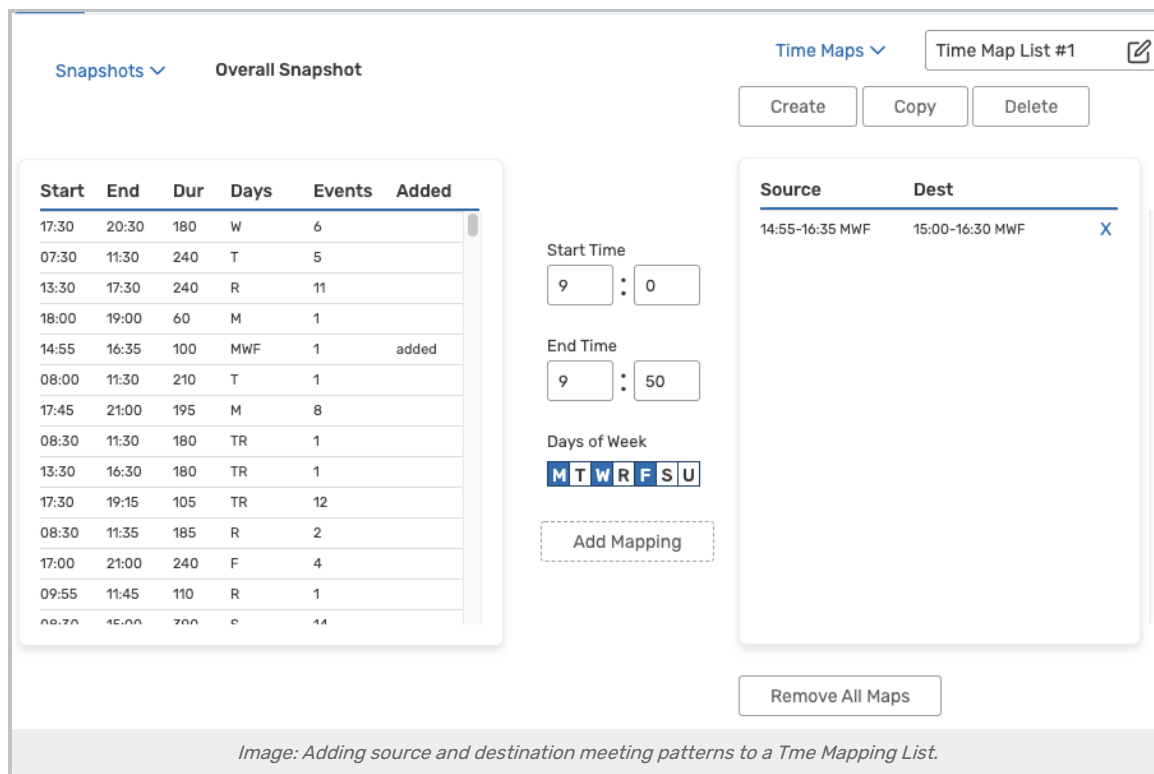 Snapshots
Overall Snapshot
Time Maps
Time Map List #1
Create
Copy
Delete
Start End Dur Days Events Added
17:30 20:30 180 W 6
07:30 11:30 240 T 5
13:30 17:30 240 R 11
18:00 19:00 60 M 1
14:55 16:35 100 MWF 1 added
08:00 11:30 210 T 1
17:45 21:00 195 M 8
08:30 11:30 180 TR 1
13:30 16:30 180 TR 1
17:30 19:15 105 TR 12
08:30 11:35 185 R 2
17:00 21:00 240 F 4
09:55 11:45 110 R 1
Start Time
9 : 0
End Time
9 : 50
Days of Week
M T W R F S U
Add Mapping
Source Dest
14:55-16:35 MWF 15:00-16:30 MWF X
Remove All Maps
Image: Adding source and destination meeting patterns to a Tme Mapping List.